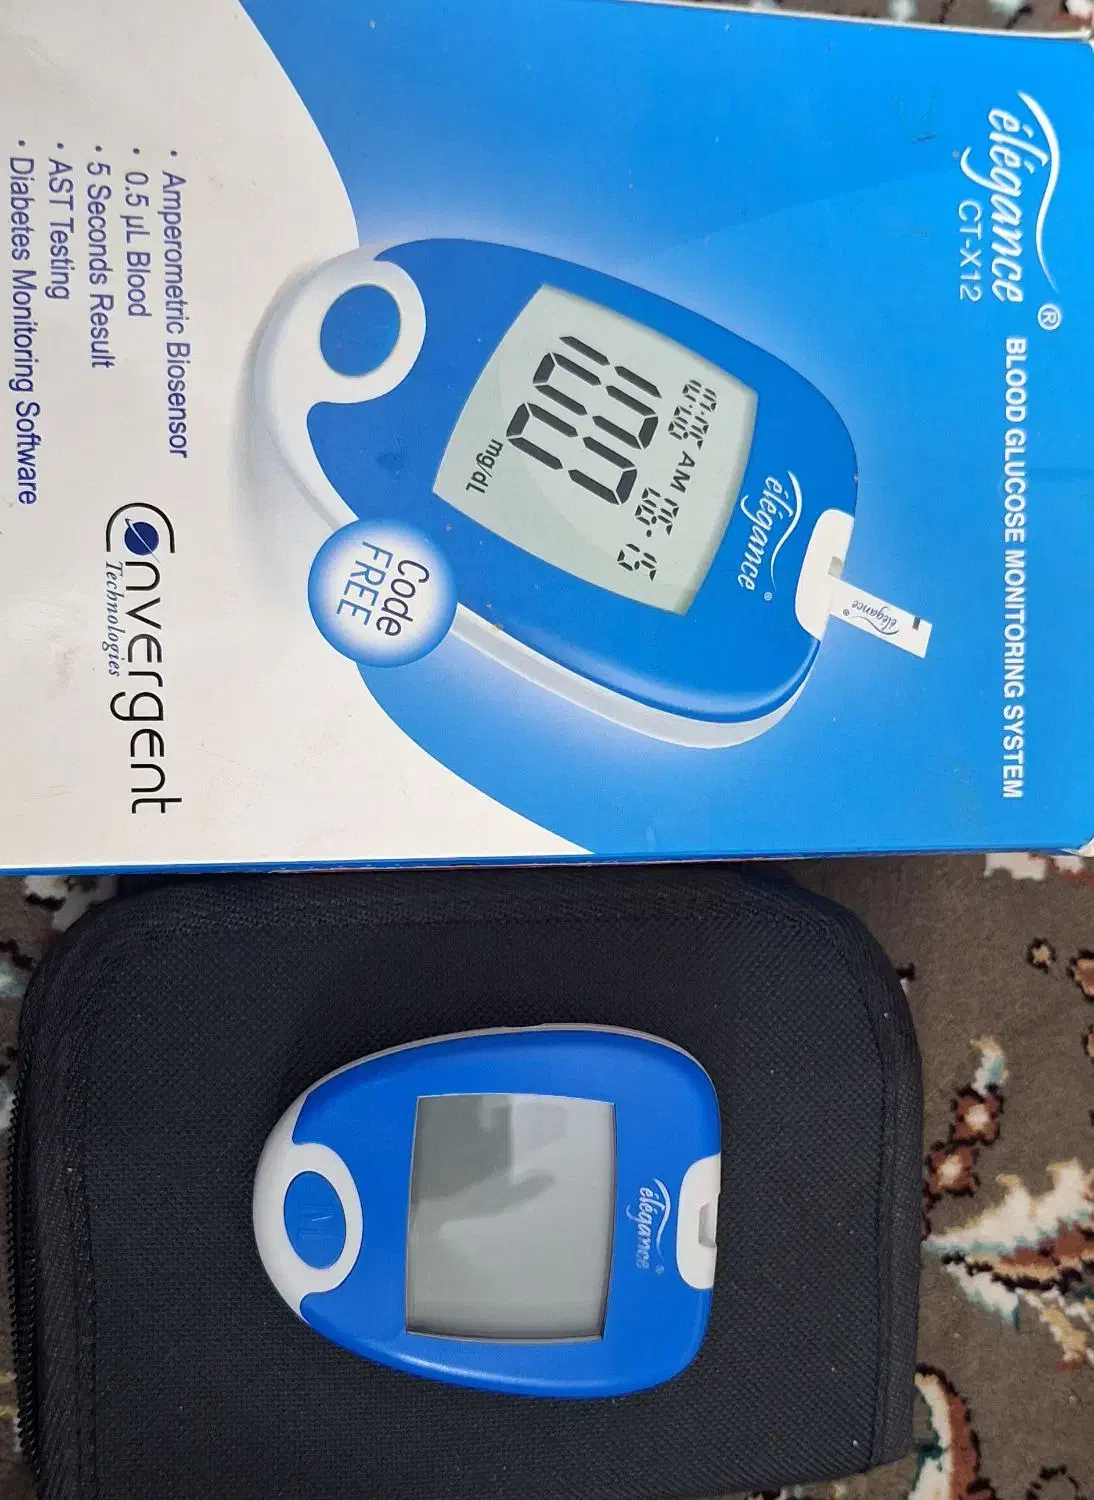 élégance ®
CT-X12
BLOOD GLUCOSE MONITORING SYSTEM
élégance ®
élégance ®
AM
100
mg/dL
Code
FREE
• Amperometric Biosensor
• 0.5 µL Blood
• 5 Seconds Result
• AST Testing
• Diabetes Monitoring Software
Convergent
Technologies
élégance ®
M